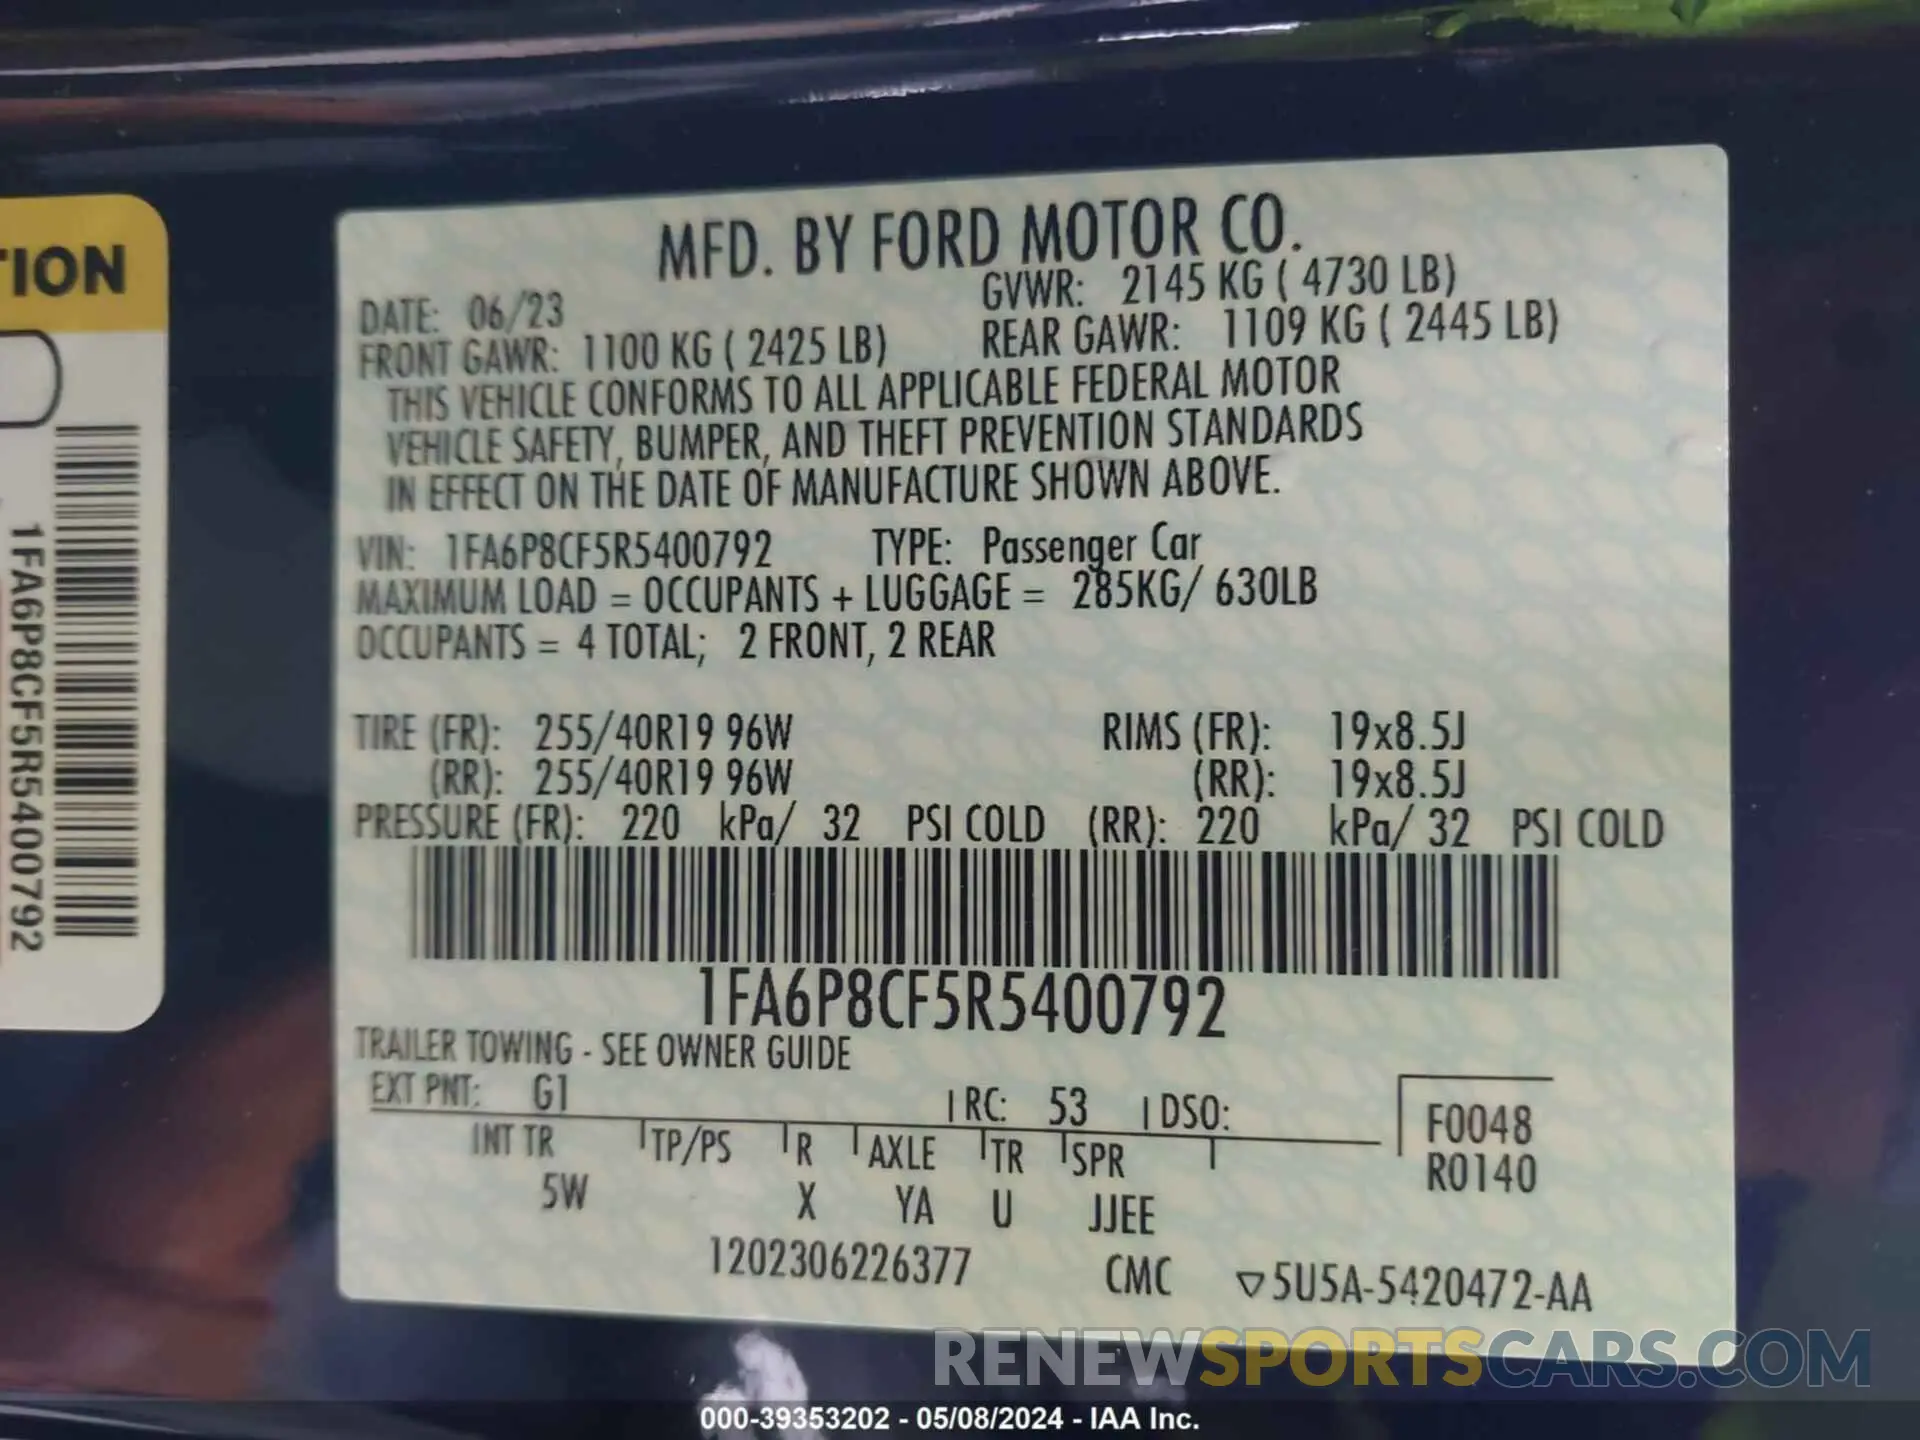 MFD. BY FORD MOTOR CO.
DATE: 06/23 GVWR: 2145 KG ( 4730 LB)
FRONT GAWR: 1100 KG ( 2425 LB) REAR GAWR: 1109 KG ( 2445 LB)
THIS VEHICLE CONFORMS TO ALL APPLICABLE FEDERAL MOTOR
VEHICLE SAFETY, BUMPER, AND THEFT PREVENTION STANDARDS
IN EFFECT ON THE DATE OF MANUFACTURE SHOWN ABOVE.
VIN: 1FA6P8CF5R5400792 TYPE: Passenger Car
MAXIMUM LOAD = OCCUPANTS + LUGGAGE = 285KG/ 630LB
OCCUPANTS = 4 TOTAL; 2 FRONT, 2 REAR
TIRE (FR): 255/40R19 96W RIMS (FR): 19x8.5J
(RR): 255/40R19 96W (RR): 19x8.5J
PRESSURE (FR): 220 kPa/ 32 PSI COLD (RR): 220 kPa/ 32 PSI COLD
1FA6P8CF5R5400792
TRAILER TOWING - SEE OWNER GUIDE
EXT PNT: G1 RC: 53 DSO: F0048
INT TR TP/PS R AXLE TR SPR R0140
5W X YA U JJEE
1202306226377 CMC ▽5U5A-5420472-AA
TION
1FA6P8CF5R5400792
RENEWSPORTSCARS.COM
000-39353202 - 05/08/2024 - IAA Inc.